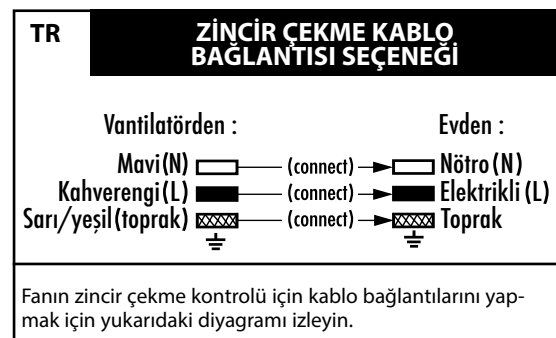 TR
ZİNCİR ÇEKME KABLO
BAĞLANTISI SEÇENEĞİ
Vantilatörden : Evden :
Mavi(N) (connect) Nötro(N)
Kahverengi(L) (connect) Elektrikli (L)
Sarı/yeşil(toprak) (connect) Toprak
Fanın zincir çekme kontrolü için kablo bağlantılarını yap-
mak için yukarıdaki diyagramı izleyin.